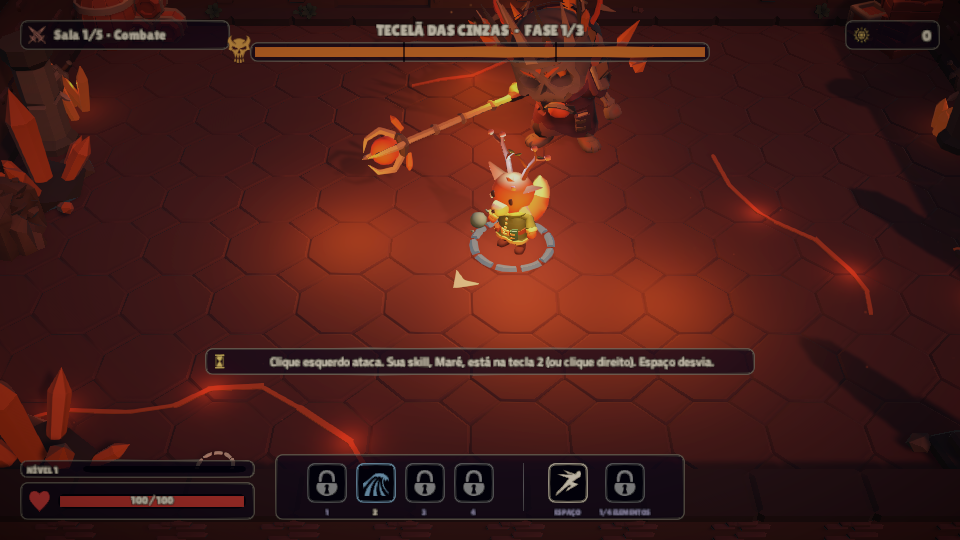 Sala 1/5 · Combate
TECELÃ DAS CINZAS · FASE 1/3
0
Clique esquerdo ataca. Sua skill, Maré, está na tecla 2 (ou clique direito). Espaço desvia.
NÍVEL 1
100/100
1
2
3
4
ESPAÇO
1/4 ELEMENTOS